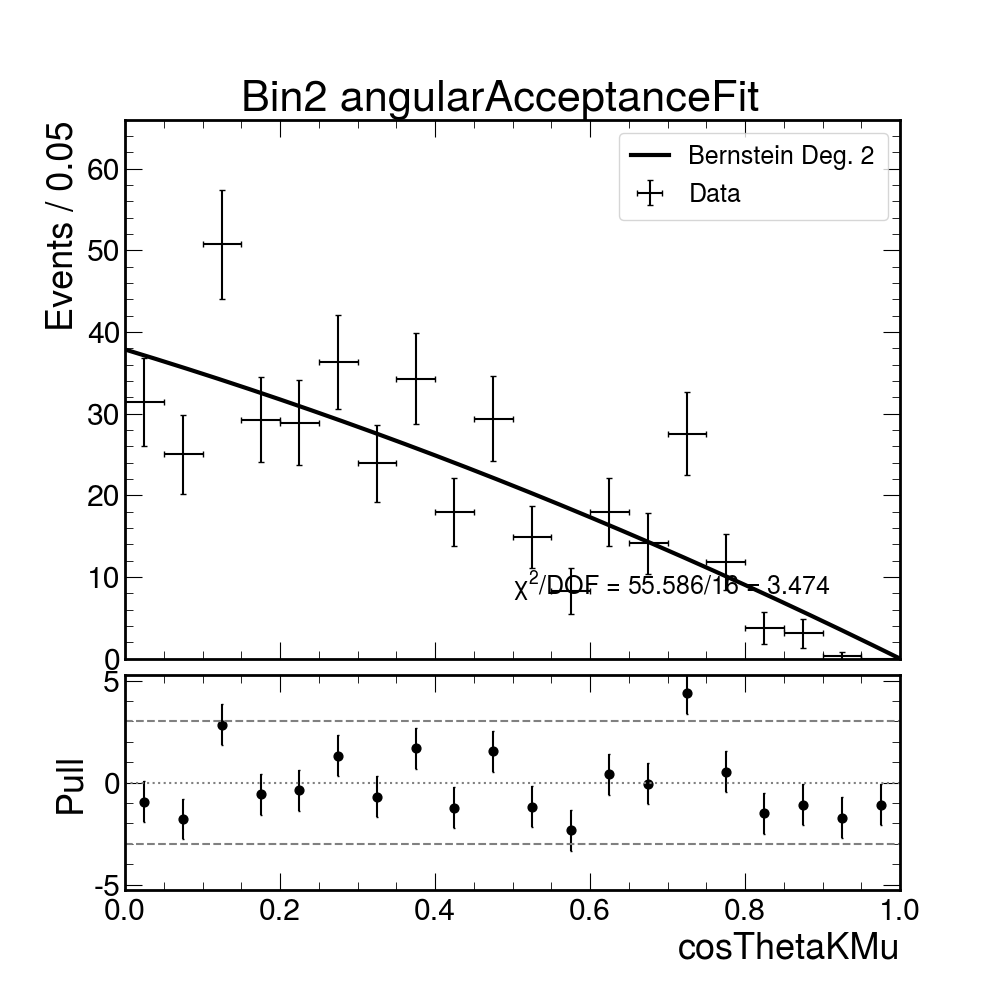 Bin2 angularAcceptanceFit
Events / 0.05
60
50
40
30
20
10
0
Bernstein Deg. 2
Data
χ²/DOF = 55.586/16 = 3.474
Pull
5
0
-5
0.0 0.2 0.4 0.6 0.8 1.0
cosThetaKMu